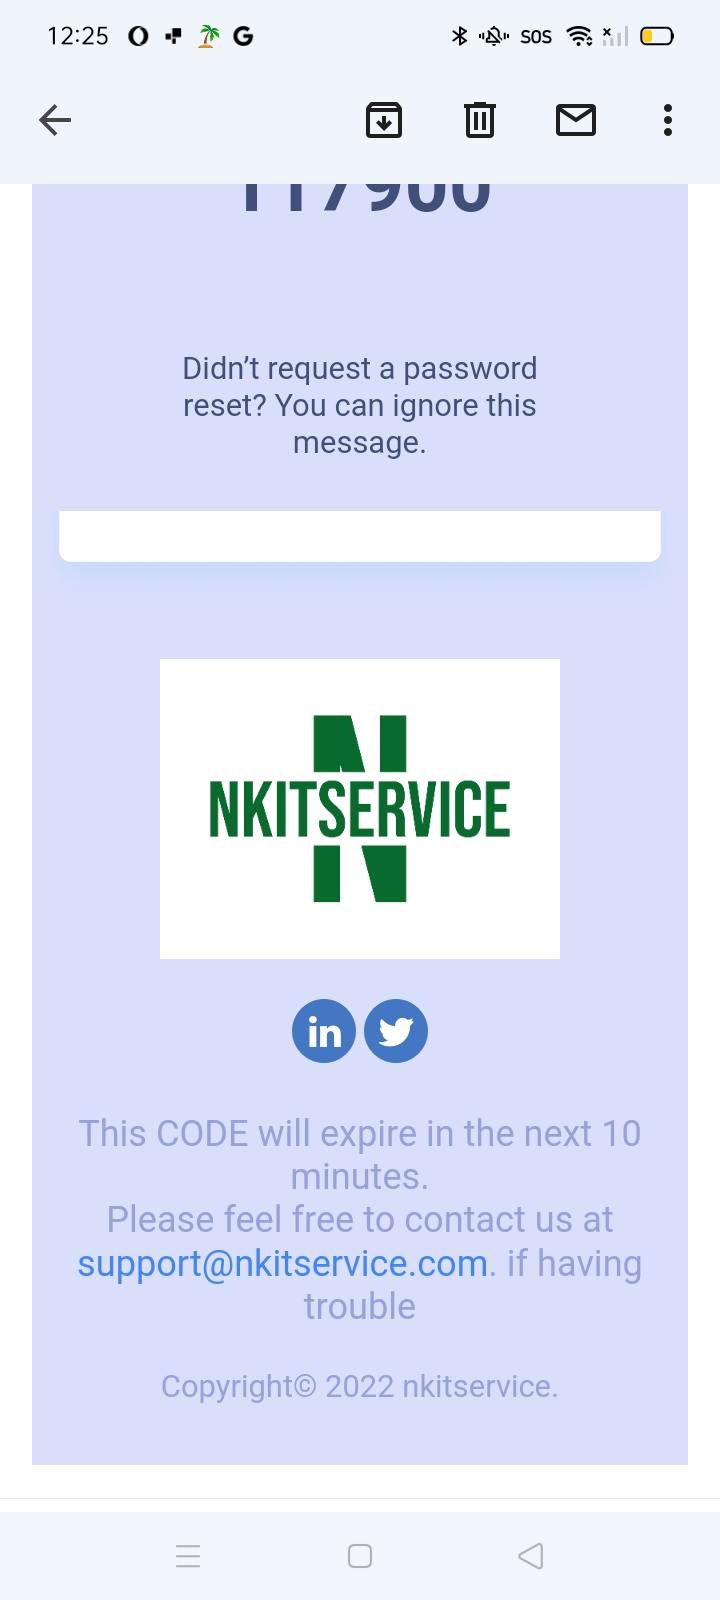 12:25
SOS
Didn’t request a password
reset? You can ignore this
message.
NKITSERVICE
in
This CODE will expire in the next 10
minutes.
Please feel free to contact us at
support@nkitservice.com. if having
trouble
Copyright© 2022 nkitservice.